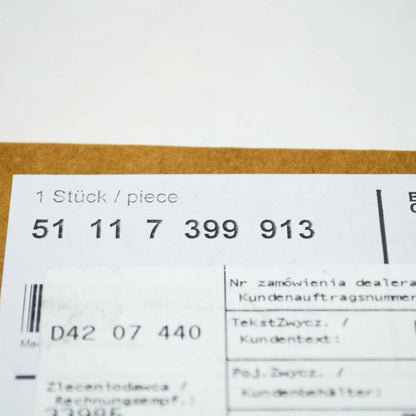 1 Stück / piece
51 11 7 399 913
Nr zamówienia dealera
Kundenauftragsnummer
D42 07 440
TekstZwycz. /
Kundentext:
Poj.Zwycz. /
Kundenbehälter:
Zleceniodawca /
Rechnungsempf.: